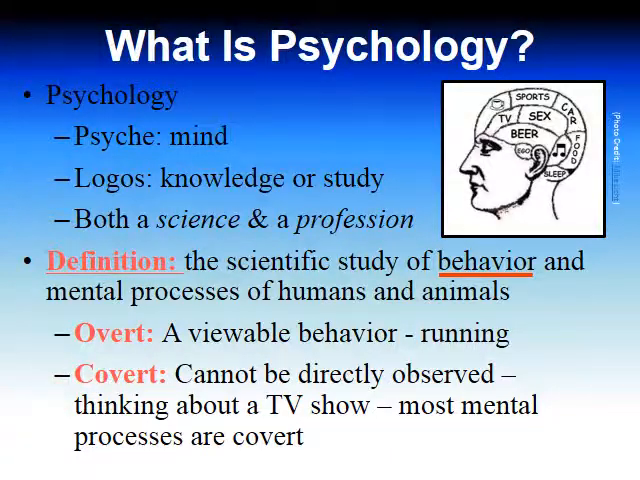 What Is Psychology?
• Psychology
–Psyche: mind
–Logos: knowledge or study
–Both a science & a profession
• Definition: the scientific study of behavior and
mental processes of humans and animals
–Overt: A viewable behavior - running
–Covert: Cannot be directly observed –
thinking about a TV show – most mental
processes are covert
SPORTS
CAR
TV
SEX
BEER
FOOD
EGO
SLEEP
(Photo Credit: